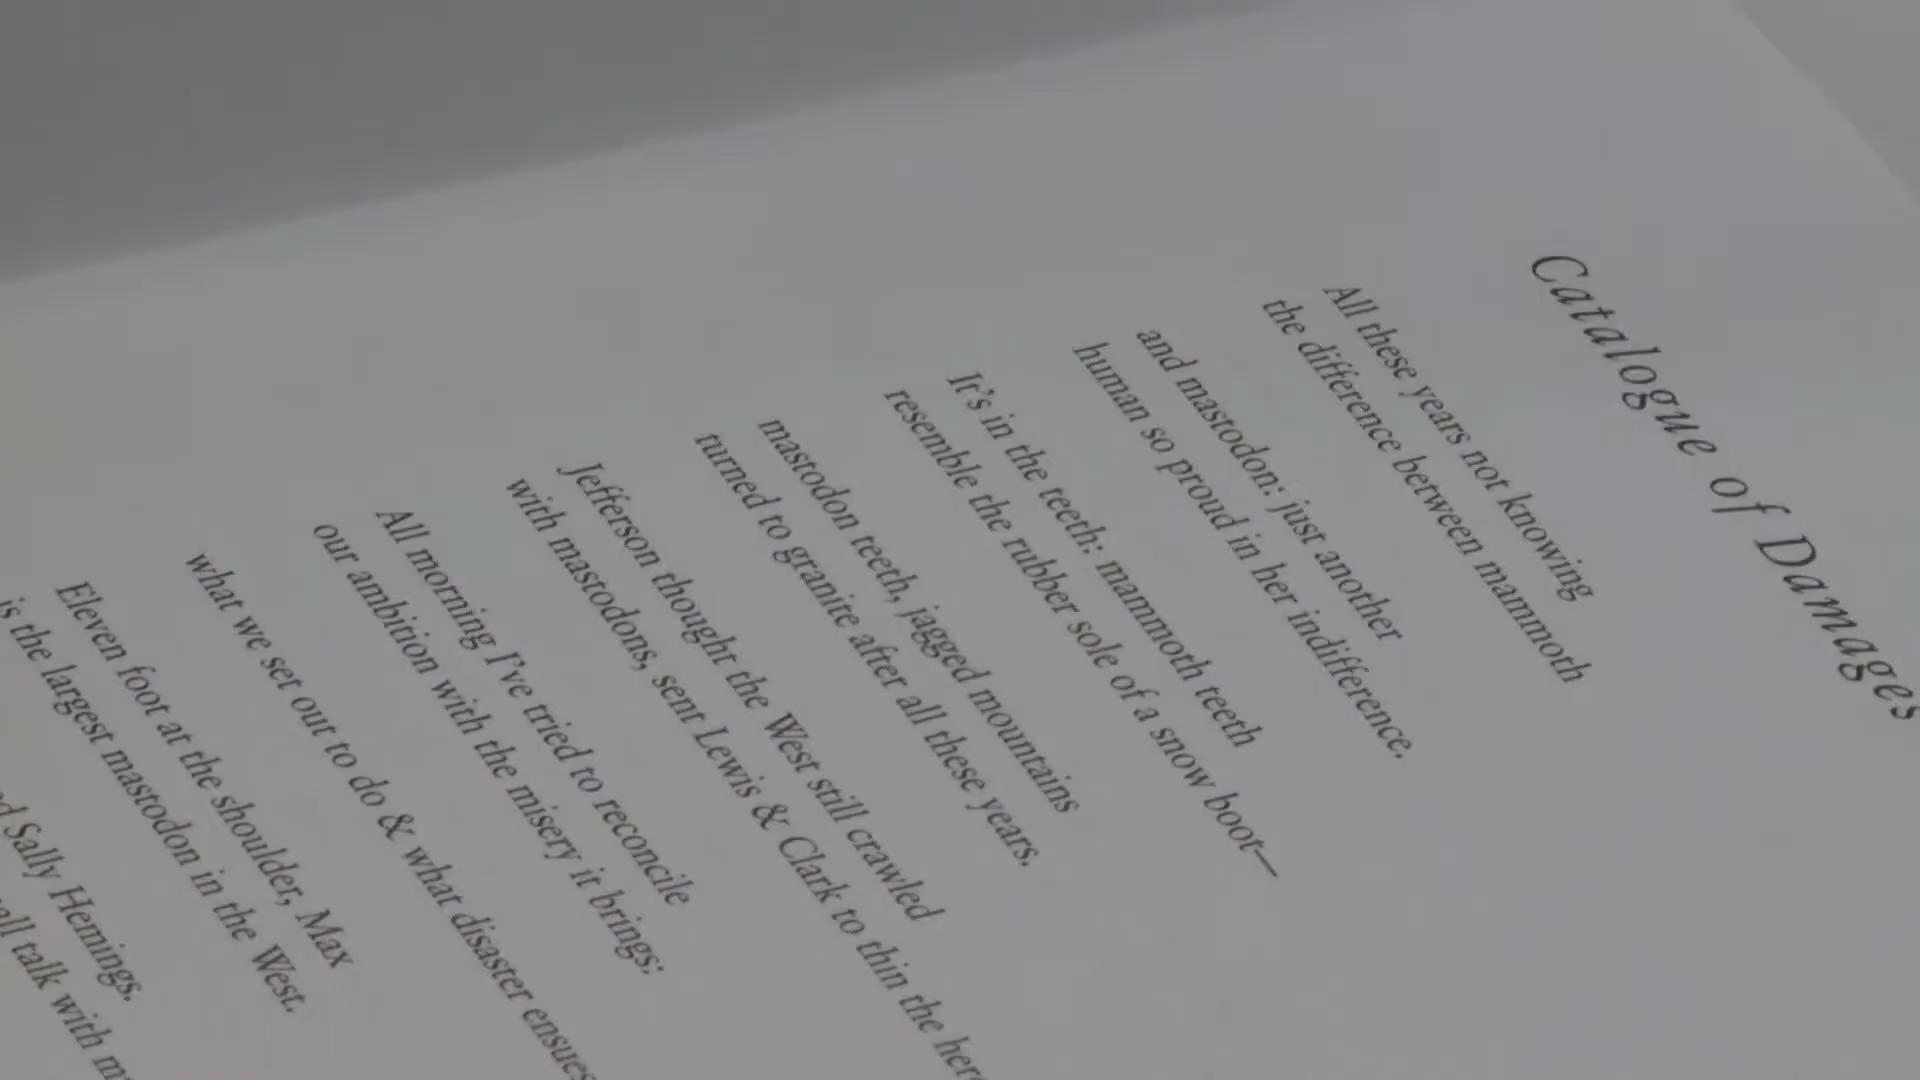 Catalogue of Damages
All these years not knowing
the difference between mammoth
and mastodon: just another
human so proud in her indifference.
It's in the teeth: mammoth teeth
resemble the rubber sole of a snow boot—
mastodon teeth, jagged mountains
turned to granite after all these years.
Jefferson thought the West still crawled
with mastodons, sent Lewis & Clark to thin the
All morning I've tried to reconcile
our ambition with the misery it brings:
what we set out to do & what disaster ensues
Eleven foot at the shoulder, Max
is the largest mastodon in the West.
Sally Hemings.
talk with